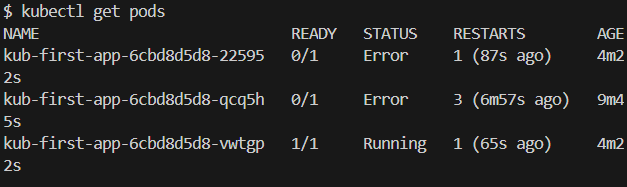 $ kubectl get pods
NAME                             READY   STATUS    RESTARTS        AGE
kub-first-app-6cbd8d5d8-22595   0/1     Error     1 (87s ago)     4m2
2s
kub-first-app-6cbd8d5d8-qcq5h   0/1     Error     3 (6m57s ago)   9m4
5s
kub-first-app-6cbd8d5d8-vwtgp   1/1     Running   1 (65s ago)     4m2
2s